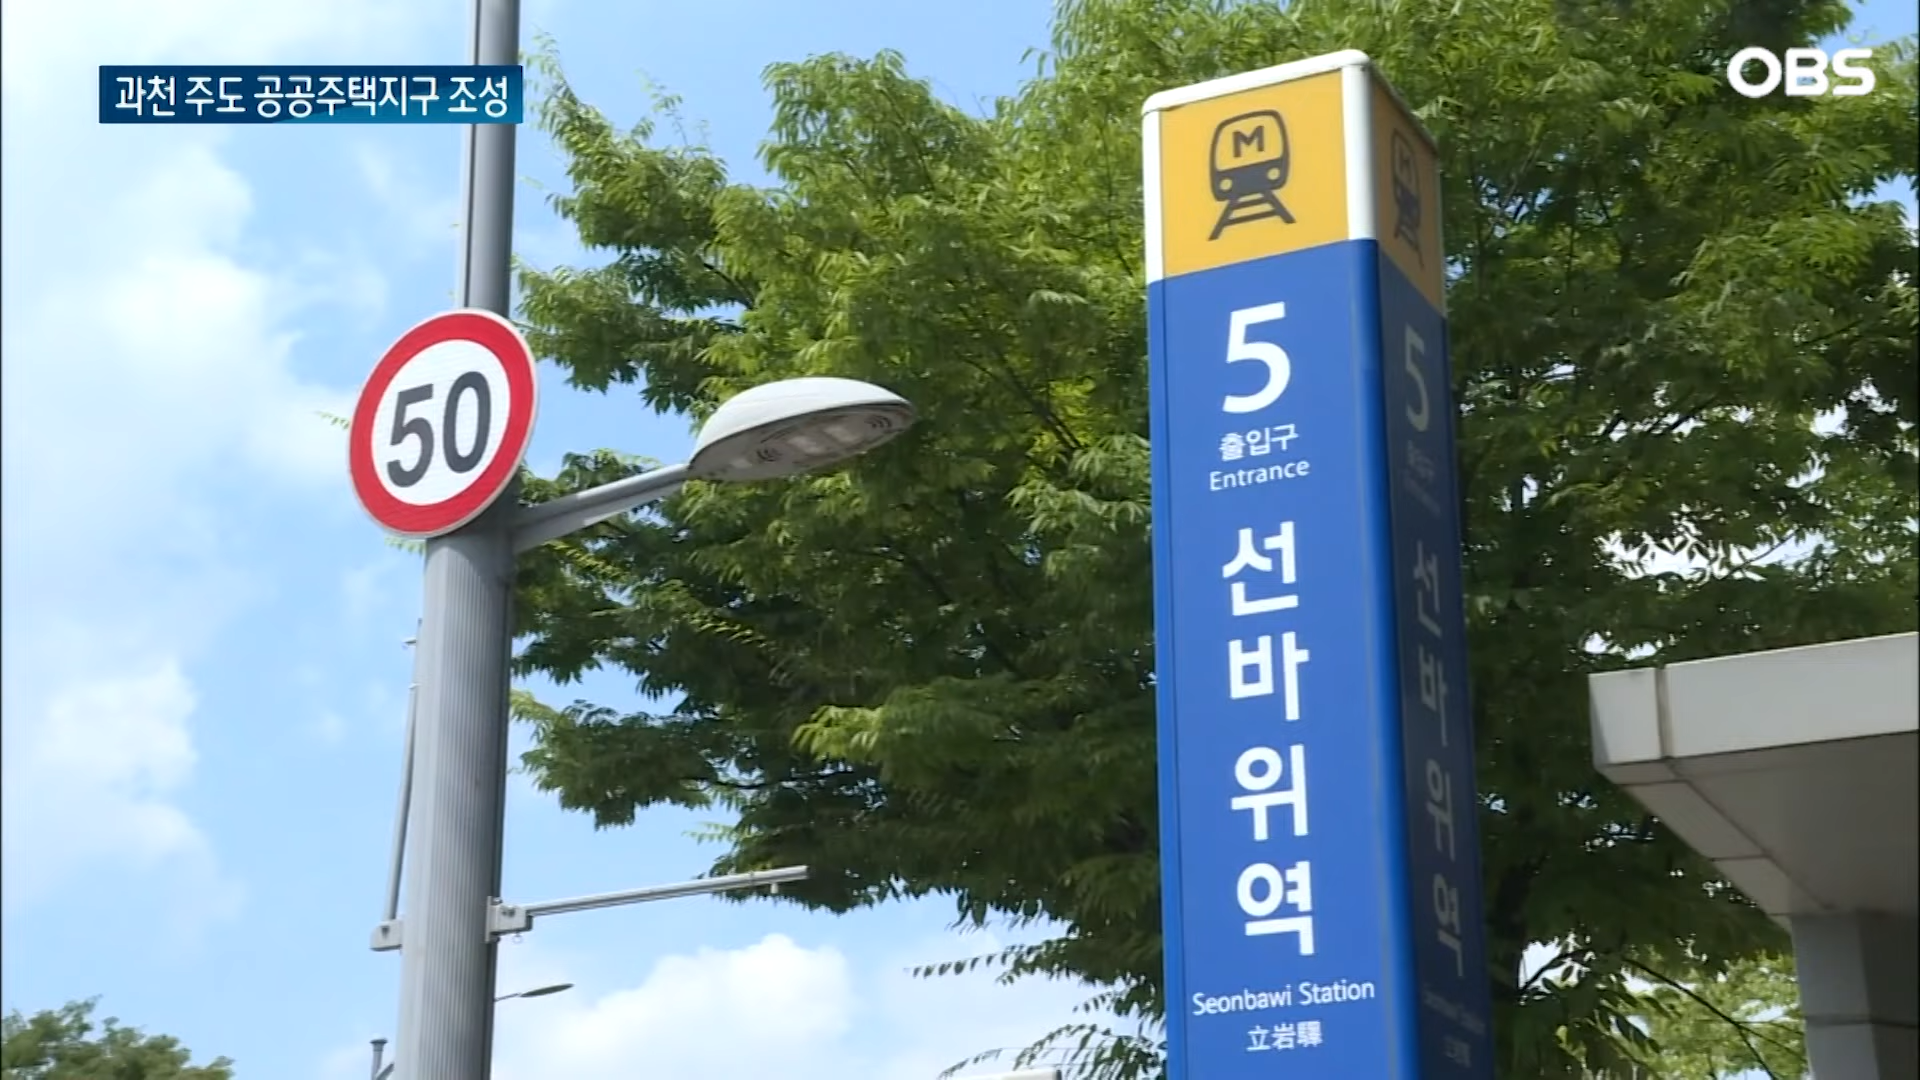 과천 주도 공공주택지구 조성
OBS
50
M
5
출입구
Entrance
선바위역
Seonbawi Station
立岩驛
5
선바위역